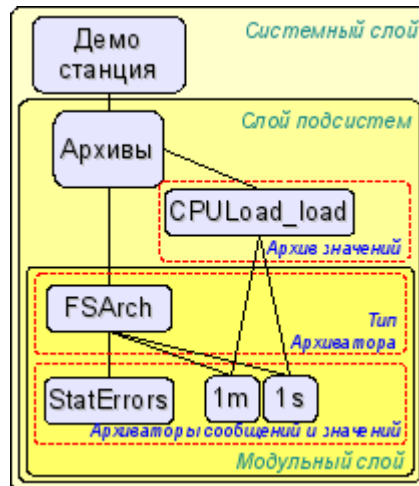 Системный слой
Демо
станция
Слой подсистем
Архивы
CPULoad_load
Архив значений
FSArch
Тип
Архиватора
StatErrors
1m
1s
Архиваторы сообщений и значений
Модульный слой